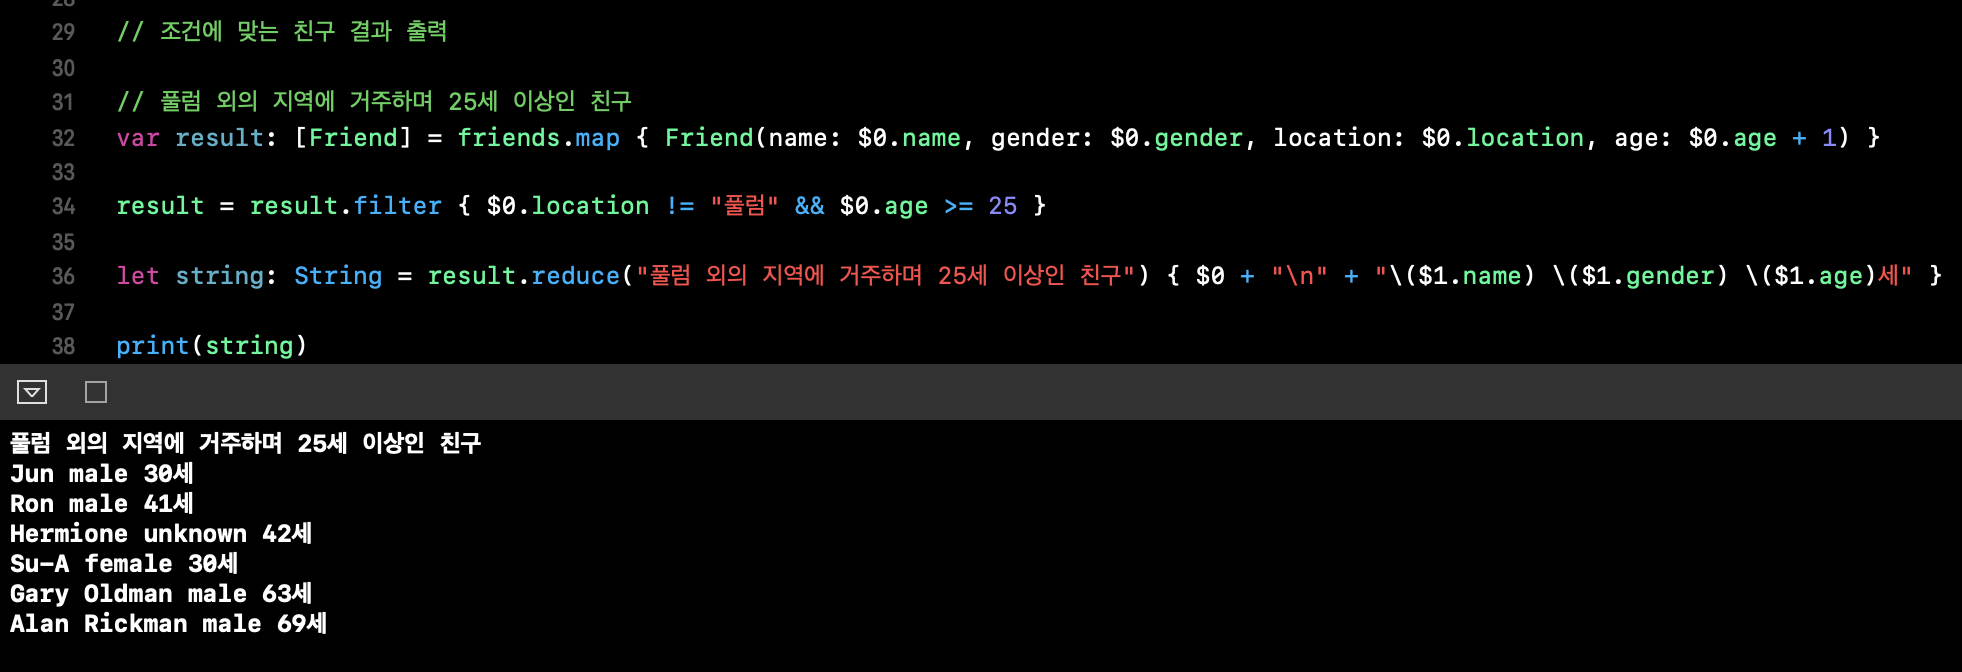 28
29 // 조건에 맞는 친구 결과 출력
30
31 // 풀럼 외의 지역에 거주하며 25세 이상인 친구
32 var result: [Friend] = friends.map { Friend(name: $0.name, gender: $0.gender, location: $0.location, age: $0.age + 1) }
33
34 result = result.filter { $0.location != "풀럼" && $0.age >= 25 }
35
36 let string: String = result.reduce("풀럼 외의 지역에 거주하며 25세 이상인 친구") { $0 + "\n" + "\($1.name) \($1.gender) \($1.age)세" }
37
38 print(string)
풀럼 외의 지역에 거주하며 25세 이상인 친구
Jun male 30세
Ron male 41세
Hermione unknown 42세
Su-A female 30세
Gary Oldman male 63세
Alan Rickman male 69세